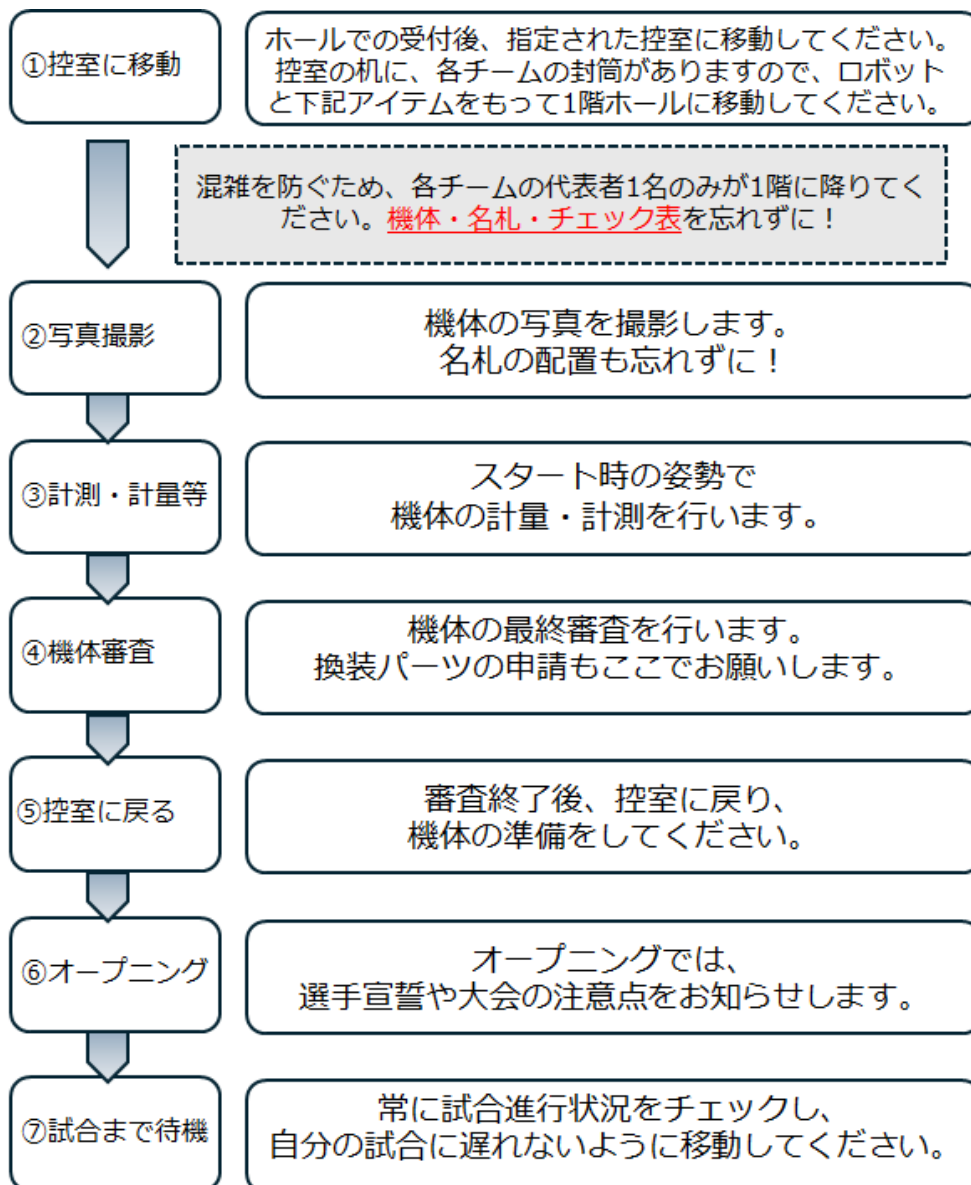 ①控室に移動
ホールでの受付後、指定された控室に移動してください。
控室の机に、各チームの封筒がありますので、ロボット
と下記アイテムをもって1階ホールに移動してください。
混雑を防ぐため、各チームの代表者1名のみが1階に降りてく
ださい。機体・名札・チェック表を忘れずに！
②写真撮影
機体の写真を撮影します。
名札の配置も忘れずに！
③計測・計量等
スタート時の姿勢で
機体の計量・計測を行います。
④機体審査
機体の最終審査を行います。
換装パーツの申請もここでお願いします。
⑤控室に戻る
審査終了後、控室に戻り、
機体の準備をしてください。
⑥オープニング
オープニングでは、
選手宣誓や大会の注意点をお知らせします。
⑦試合まで待機
常に試合進行状況をチェックし、
自分の試合に遅れないように移動してください。